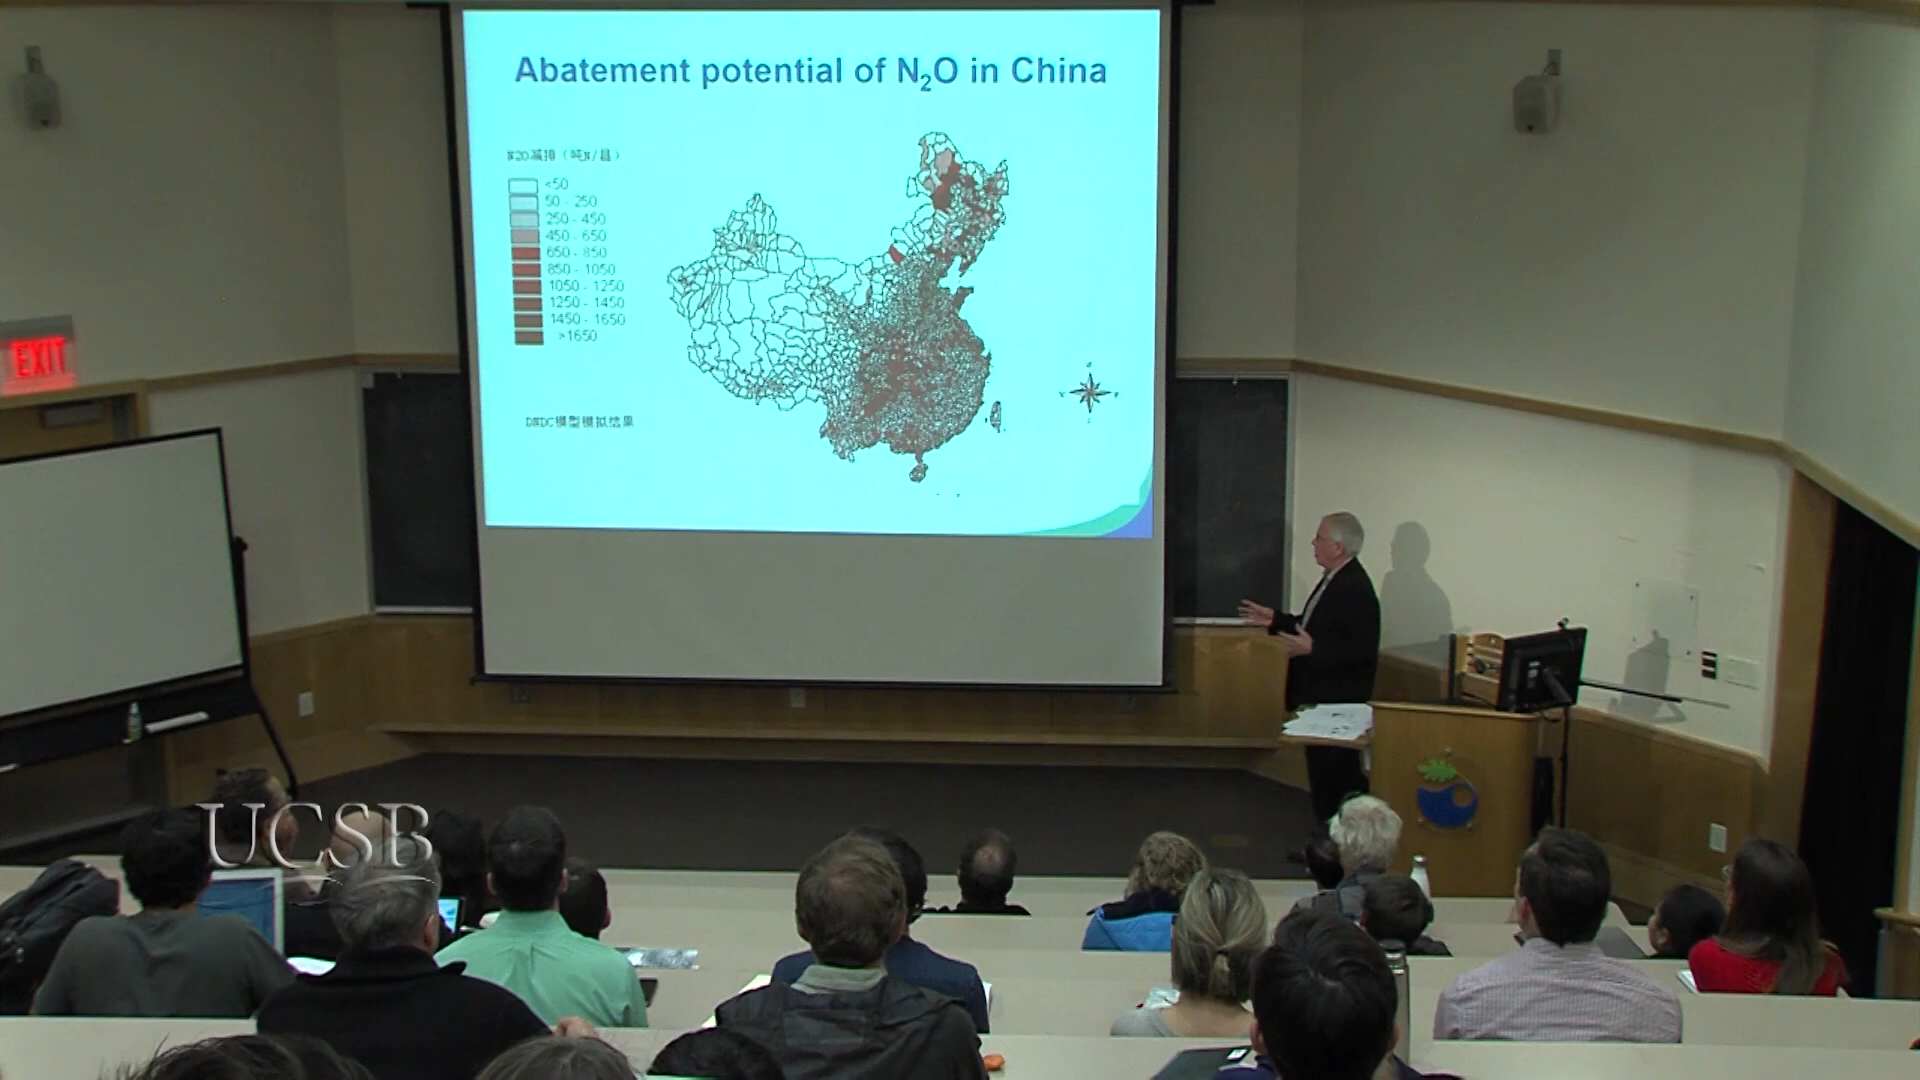 Abatement potential of N₂O in China
N2O减排（吨N/县）
<50
50 - 250
250 - 450
450 - 650
650 - 850
850 - 1050
1050 - 1250
1250 - 1450
1450 - 1650
>1650
DNDC模型模拟结果
EXIT
UCSB